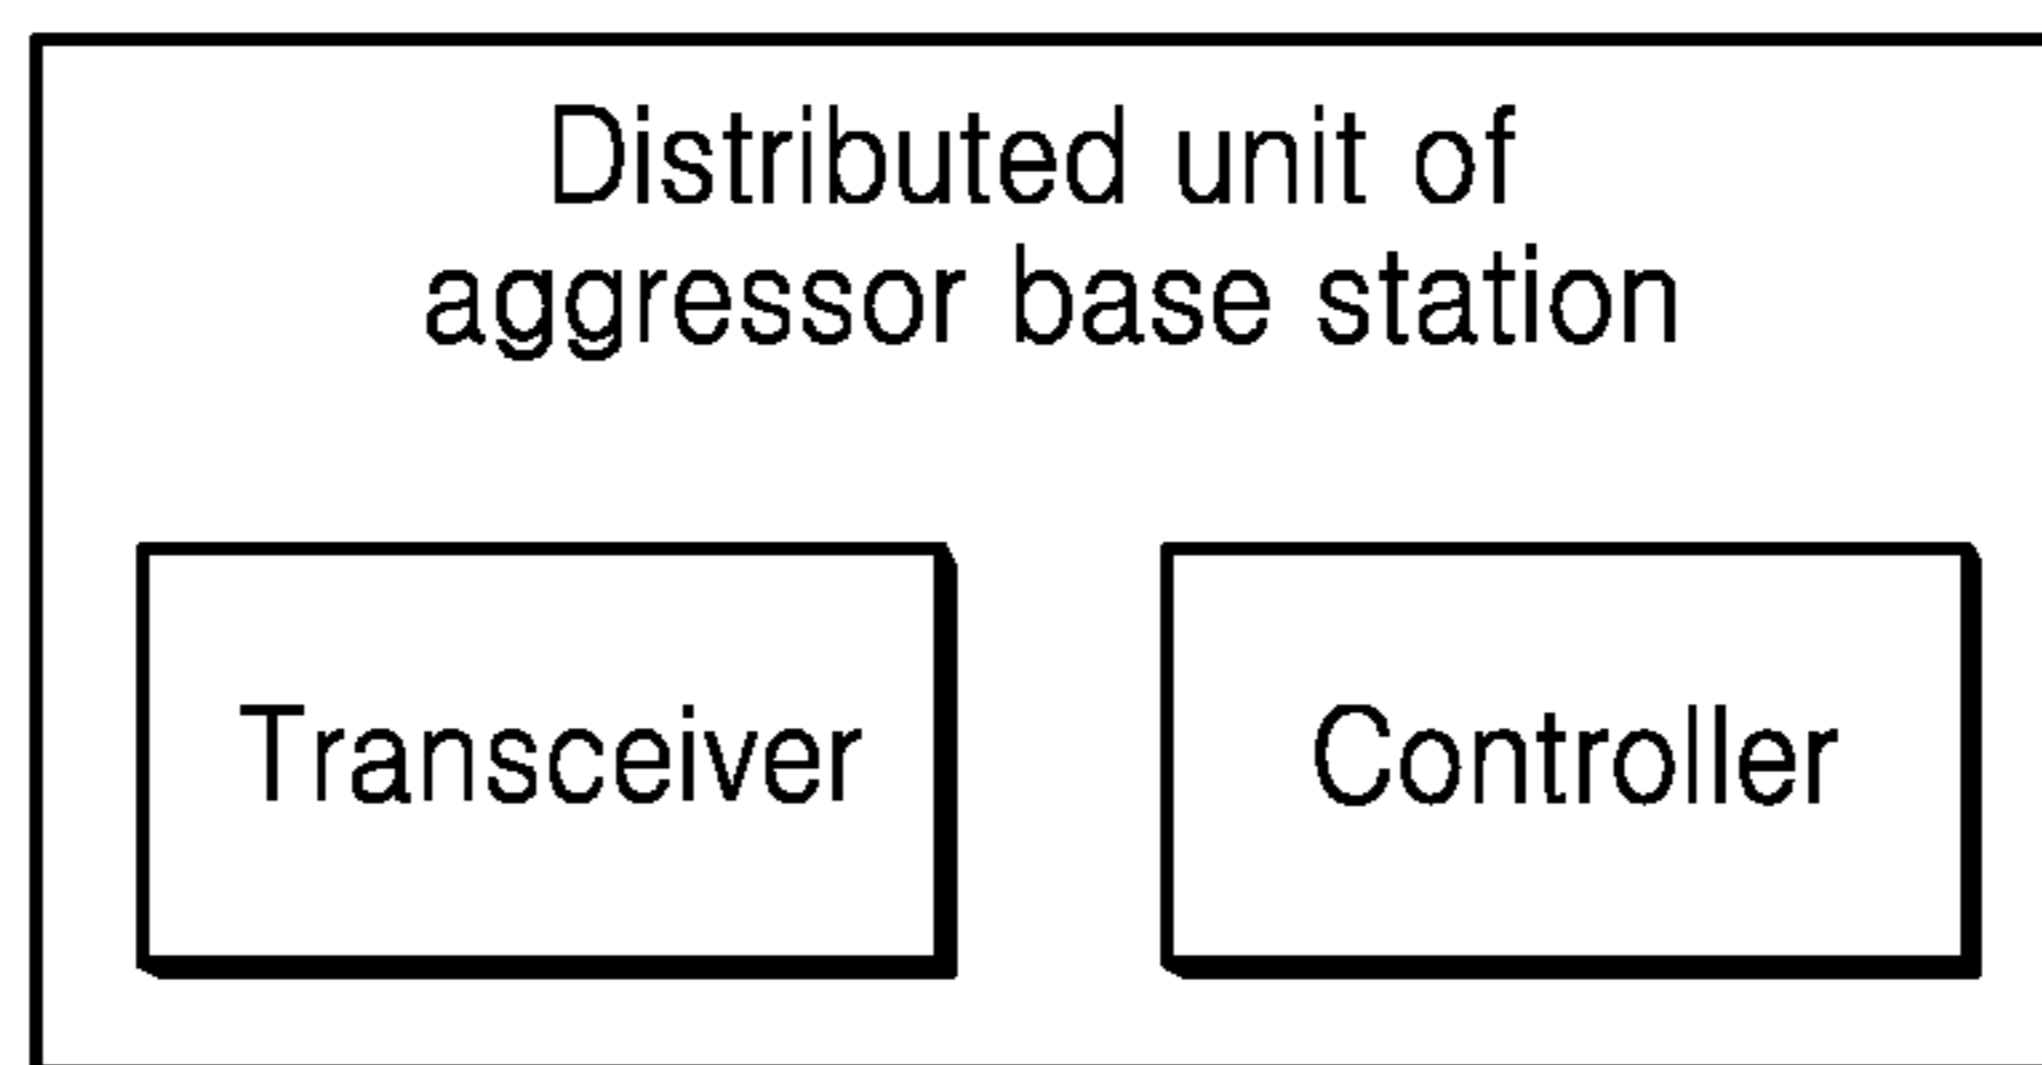 Distributed unit of
aggressor base station
Transceiver
Controller